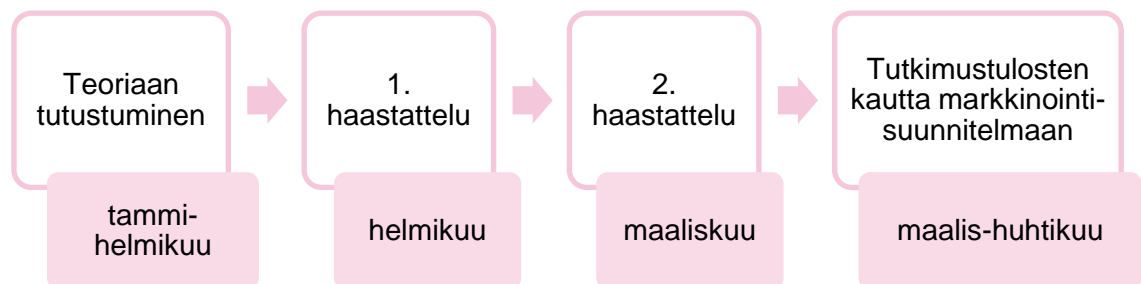 Teoriaan
tutustuminen
tammi-
helmikuu
1.
haastattelu
helmikuu
2.
haastattelu
maaliskuu
Tutkimustulosten
kautta markkinointi-
suunnitelmaan
maalis-huhtikuu